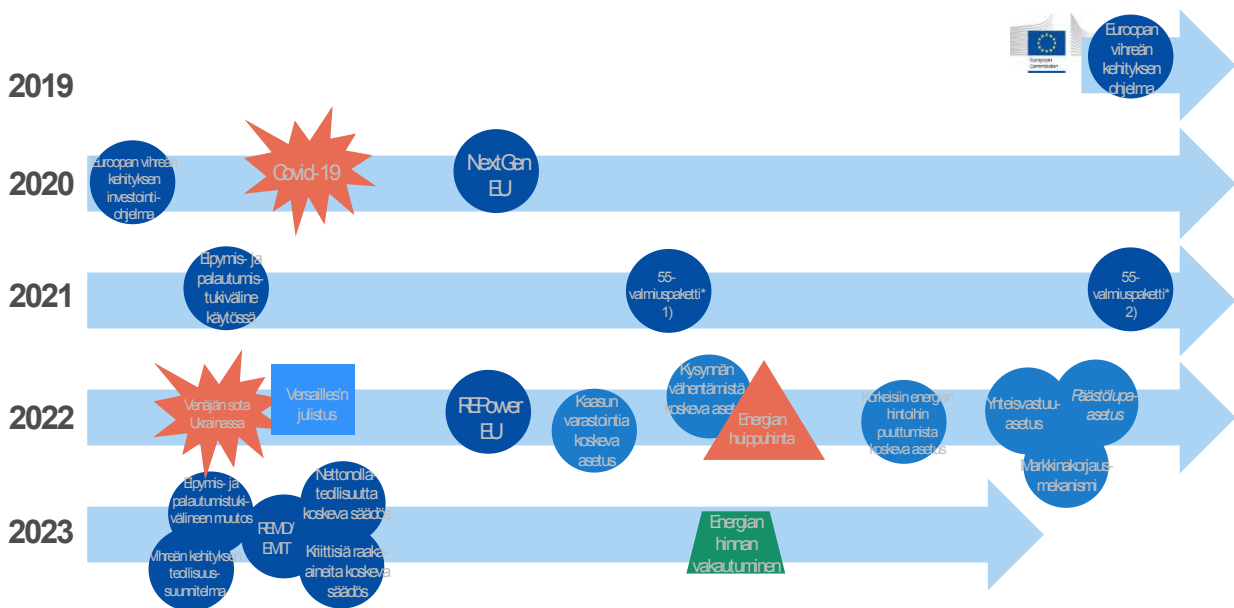 2019
European
Commission
Euroopan
vihreän
kehityksen
ohjelma
2020
Euroopan vihreän
kehityksen
investointi-
ohjelma
Covid-19
NextGen
EU
2021
Elpymis- ja
palautumis-
tukiväline
käytössä
55-
valmiuspaketti*
1)
55-
valmiuspaketti*
2)
2022
Venäjän sota
Ukrainassa
Versailles'n
julistus
REPower
EU
Kaasun
varastointia
koskeva
asetus
Kysynnän
vähentämistä
koskeva asetus
Energian
huippuhinta
Korkeisiin energian
hintoihin
puuttumista
koskeva asetus
Yhteisvastuu-
asetus
Päästölupa-
asetus
Markkinakorjaus-
mekanismi
2023
Elpymis- ja
palautumistuki-
välineen muutos
Vihreän kehityksen
teollisuus-
suunnitelma
REMD/
EMIT
Nettonolla-
teollisuutta
koskeva säädös
Kriittisiä raaka-
aineita koskeva
säädös
Energian
hinnan
vakautuminen